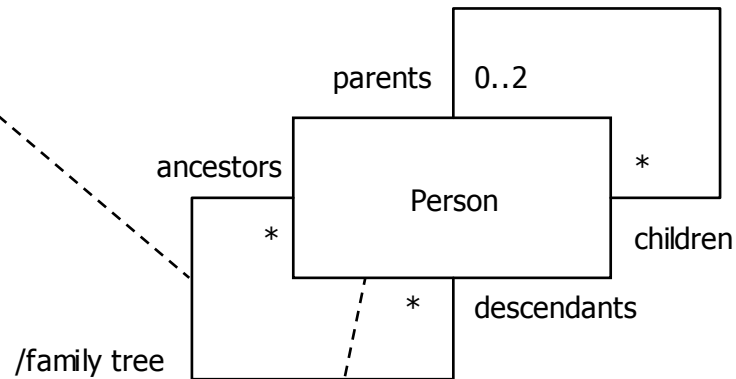 parents 0..2
ancestors
*
Person
*
children
* descendants
/family tree